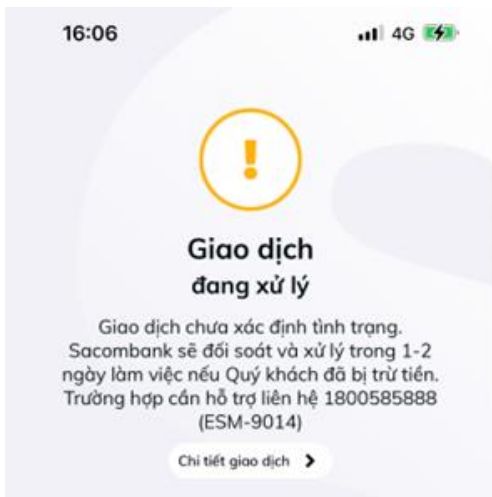 16:06 4G
!
Giao dịch
đang xử lý
Giao dịch chưa xác định tình trạng.
Sacombank sẽ đối soát và xử lý trong 1-2
ngày làm việc nếu Quý khách đã bị trừ tiền.
Trường hợp cần hỗ trợ liên hệ 1800585888
(ESM-9014)
Chi tiết giao dịch